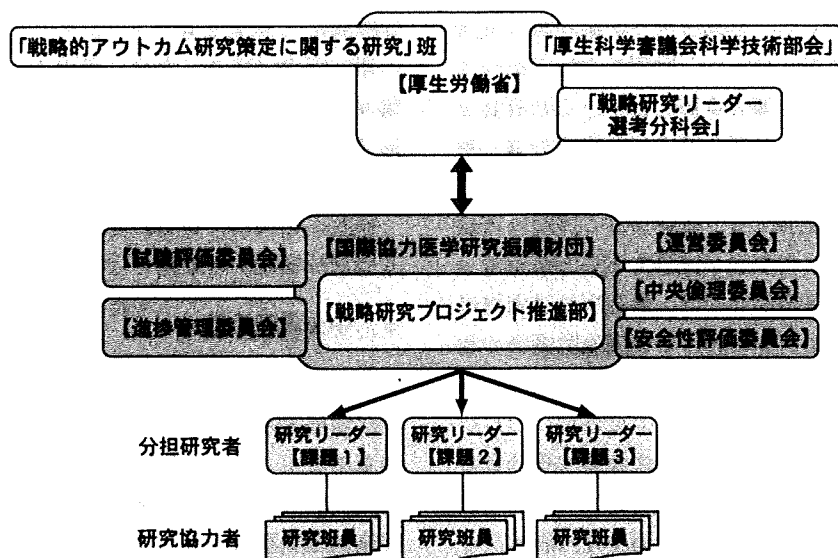 「戦略的アウトカム研究策定に関する研究」班
「厚生科学審議会科学技術部会」
【厚生労働省】
「戦略研究リーダー
選考分科会」
【試験評価委員会】
【国際協力医学研究振興財団】
【運営委員会】
【中央倫理委員会】
【戦略研究プロジェクト推進部】
【進捗管理委員会】
【安全性評価委員会】
分担研究者
研究リーダー
【課題1】
研究リーダー
【課題2】
研究リーダー
【課題3】
研究協力者
研究班員
研究班員
研究班員